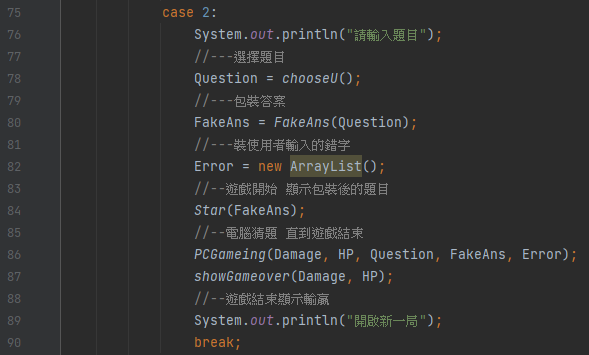 75 case 2:
76 System.out.println("請輸入題目");
77 //---選擇題目
78 Question = chooseU();
79 //---包裝答案
80 FakeAns = FakeAns(Question);
81 //---裝使用者輸入的錯字
82 Error = new ArrayList();
83 //--遊戲開始 顯示包裝後的題目
84 Star(FakeAns);
85 //--電腦猜題 直到遊戲結束
86 PCGameing(Damage, HP, Question, FakeAns, Error);
87 showGameover(Damage, HP);
88 //--遊戲結束顯示輸贏
89 System.out.println("開啟新一局");
90 break;